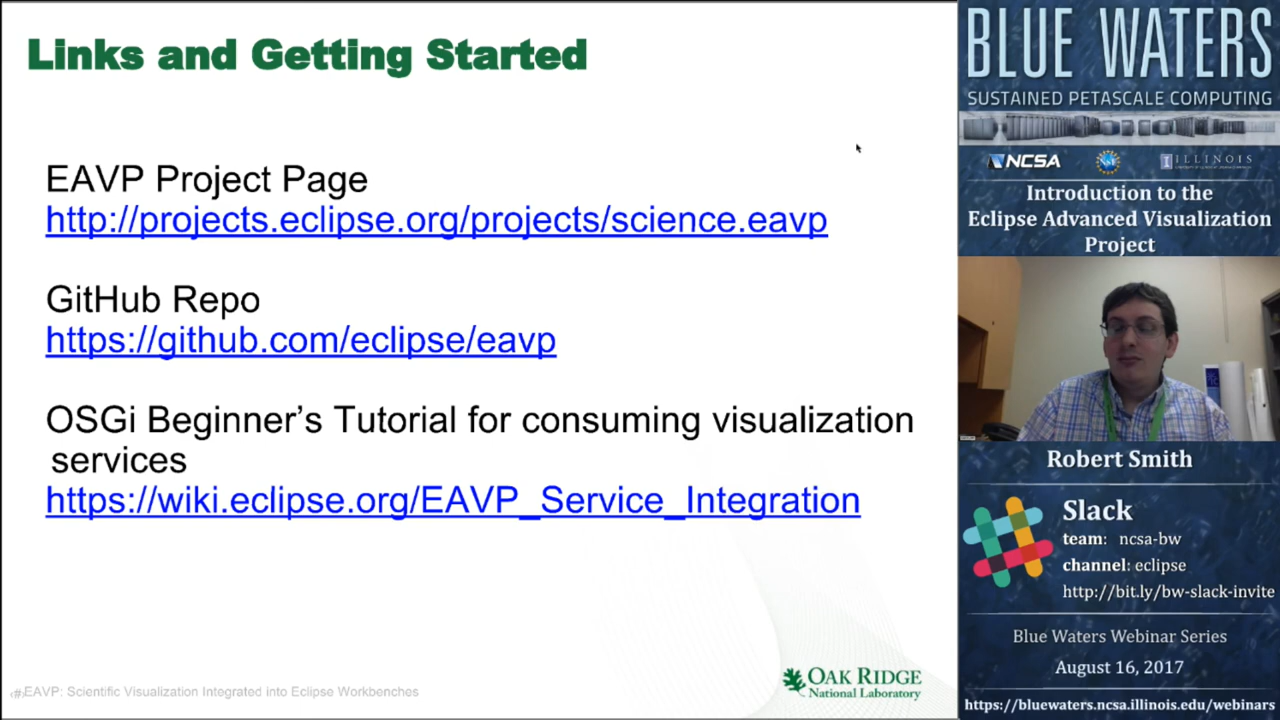 Links and Getting Started
EAVP Project Page
http://projects.eclipse.org/projects/science.eavp
GitHub Repo
https://github.com/eclipse/eavp
OSGi Beginner’s Tutorial for consuming visualization
services
https://wiki.eclipse.org/EAVP_Service_Integration
EAVP: Scientific Visualization Integrated into Eclipse Workbenches
OAK RIDGE
National Laboratory
BLUE WATERS
SUSTAINED PETASCALE COMPUTING
NCSA
ILLINOIS
Introduction to the
Eclipse Advanced Visualization
Project
Robert Smith
Slack
team: ncsa-bw
channel: eclipse
http://bit.ly/bw-slack-invite
Blue Waters Webinar Series
August 16, 2017
https://bluewaters.ncsa.illinois.edu/webinars